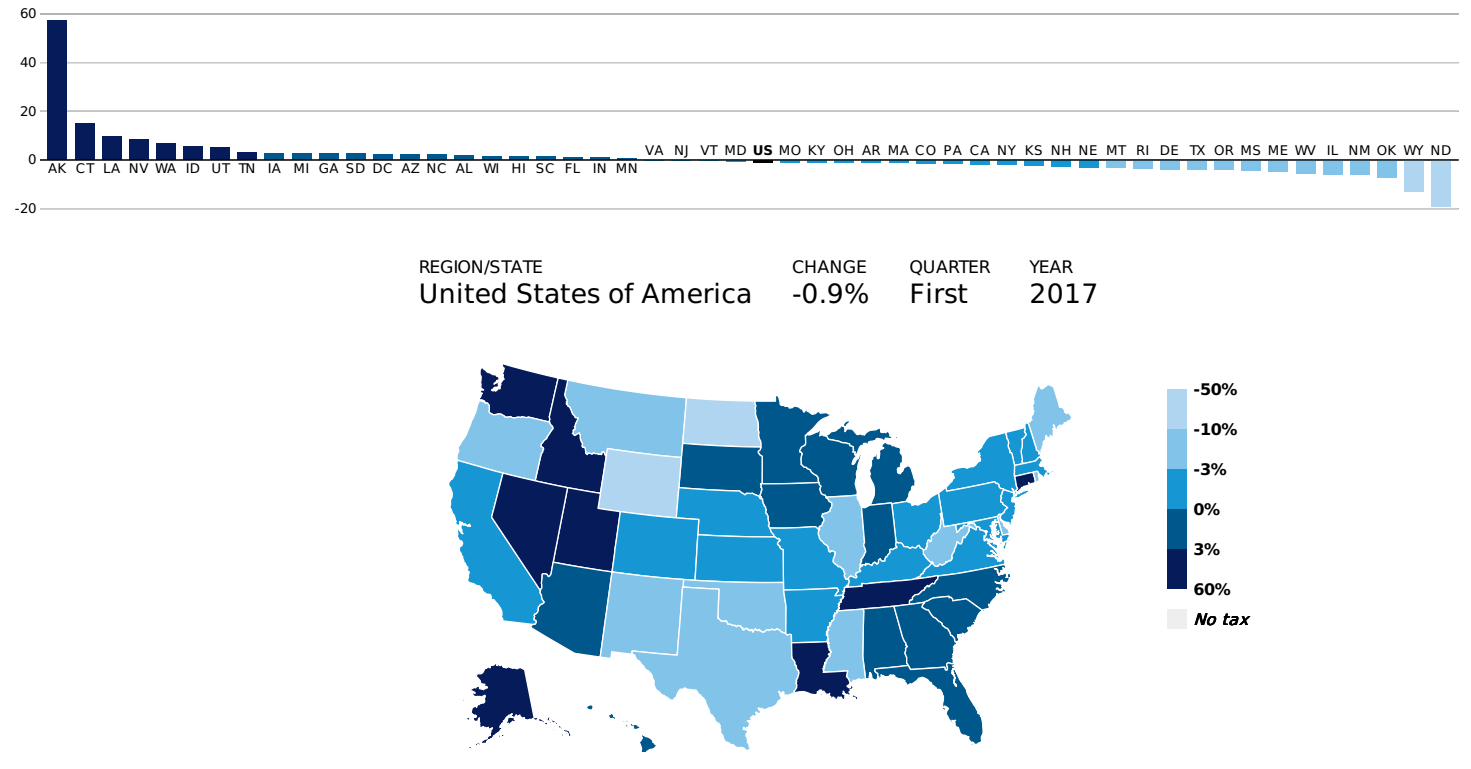 60
40
20
0
-20
VA NJ VT MD US MO KY OH AR MA CO PA CA NY KS NH NE MT RI DE TX OR MS ME WV IL NM OK WY ND
AK CT LA NV WA ID UT TN IA MI GA SD DC AZ NC AL WI HI SC FL IN MN
REGION/STATE CHANGE QUARTER YEAR
United States of America -0.9% First 2017
-50%
-10%
-3%
0%
3%
60%
No tax